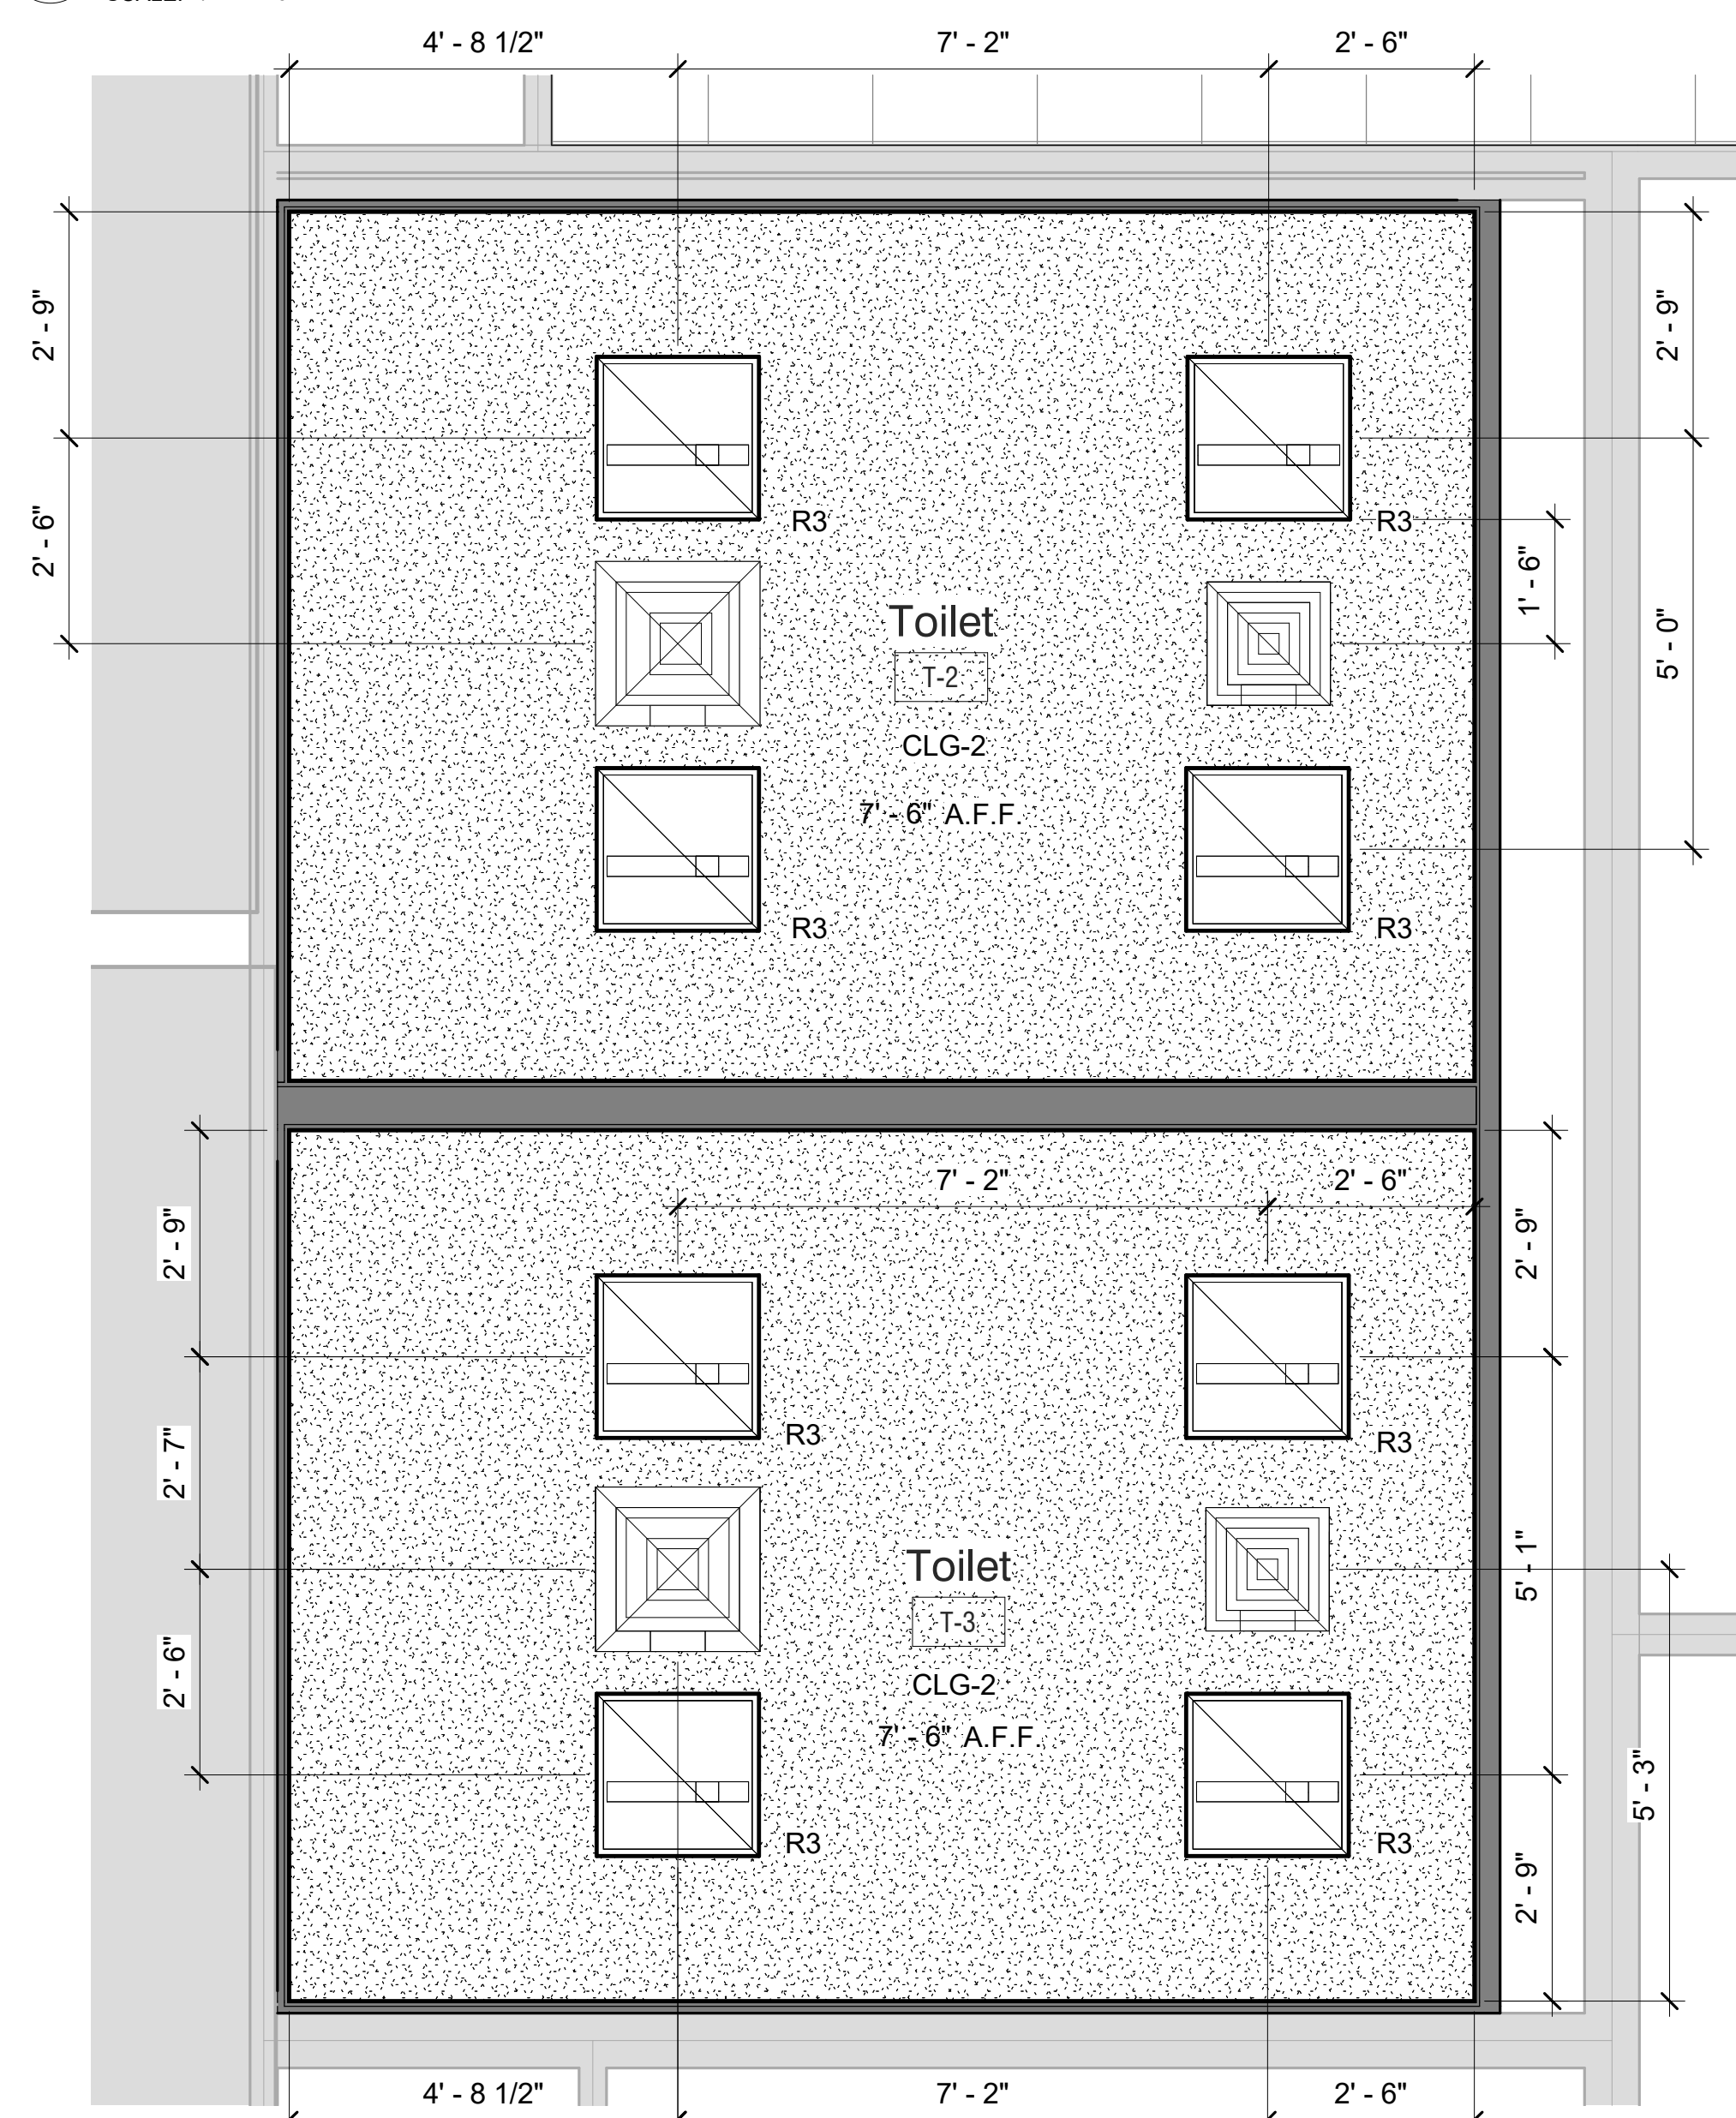 4' - 8 1/2" 7' - 2" 2' - 6"
2' - 9" 2' - 9"
2' - 6" R3 R3
1' - 6"
Toilet 5' - 0"
T-2
CLG-2
7' - 6" A.F.F.
R3 R3
7' - 2" 2' - 6"
2' - 9" 2' - 9"
2' - 7" R3 R3
Toilet 5' - 1"
T-3
2' - 6" CLG-2
7' - 6" A.F.F.
5' - 3"
R3 R3
2' - 9"
4' - 8 1/2" 7' - 2" 2' - 6"